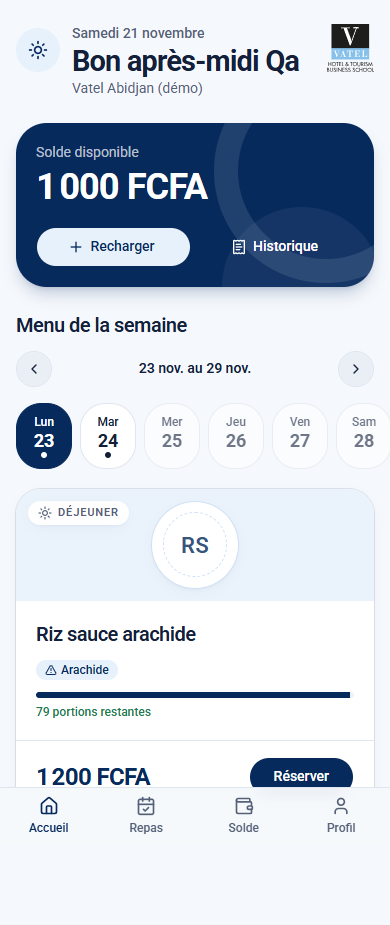 Samedi 21 novembre
Bon après-midi Qa
Vatel Abidjan (démo)
V
VATEL
HOTEL & TOURISM
BUSINESS SCHOOL
Solde disponible
1 000 FCFA
Recharger
Historique
Menu de la semaine
23 nov. au 29 nov.
Lun
23
Mar
24
Mer
25
Jeu
26
Ven
27
Sam
28
DÉJEUNER
RS
Riz sauce arachide
Arachide
79 portions restantes
1 200 FCFA
Réserver
Accueil
Repas
Solde
Profil